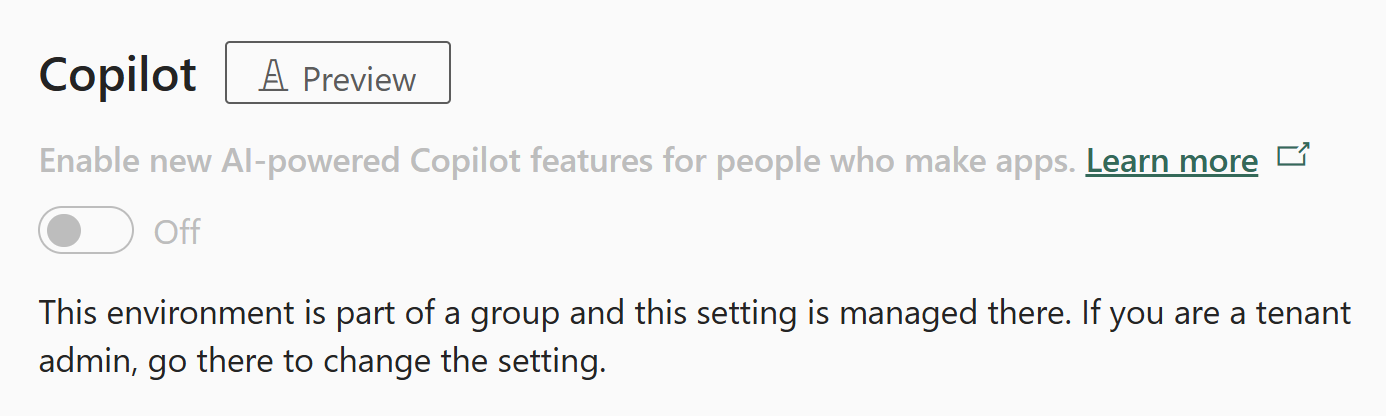 Copilot
Preview
Enable new AI-powered Copilot features for people who make apps. Learn more
Off
This environment is part of a group and this setting is managed there. If you are a tenant
admin, go there to change the setting.